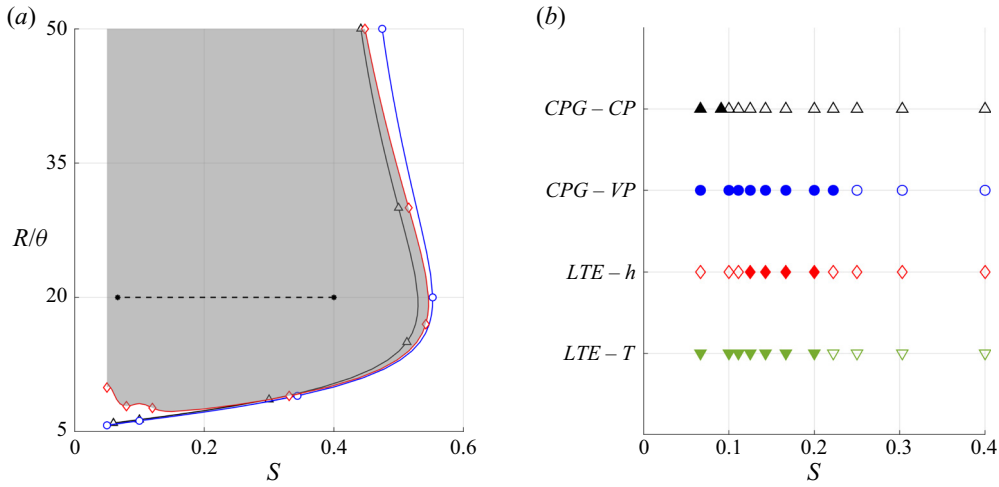 (a)
50
35
R/θ
20
5
0
0.2
0.4
0.6
S
(b)
CPG – CP
CPG – VP
LTE – h
LTE – T
0
0.1
0.2
0.3
0.4
S